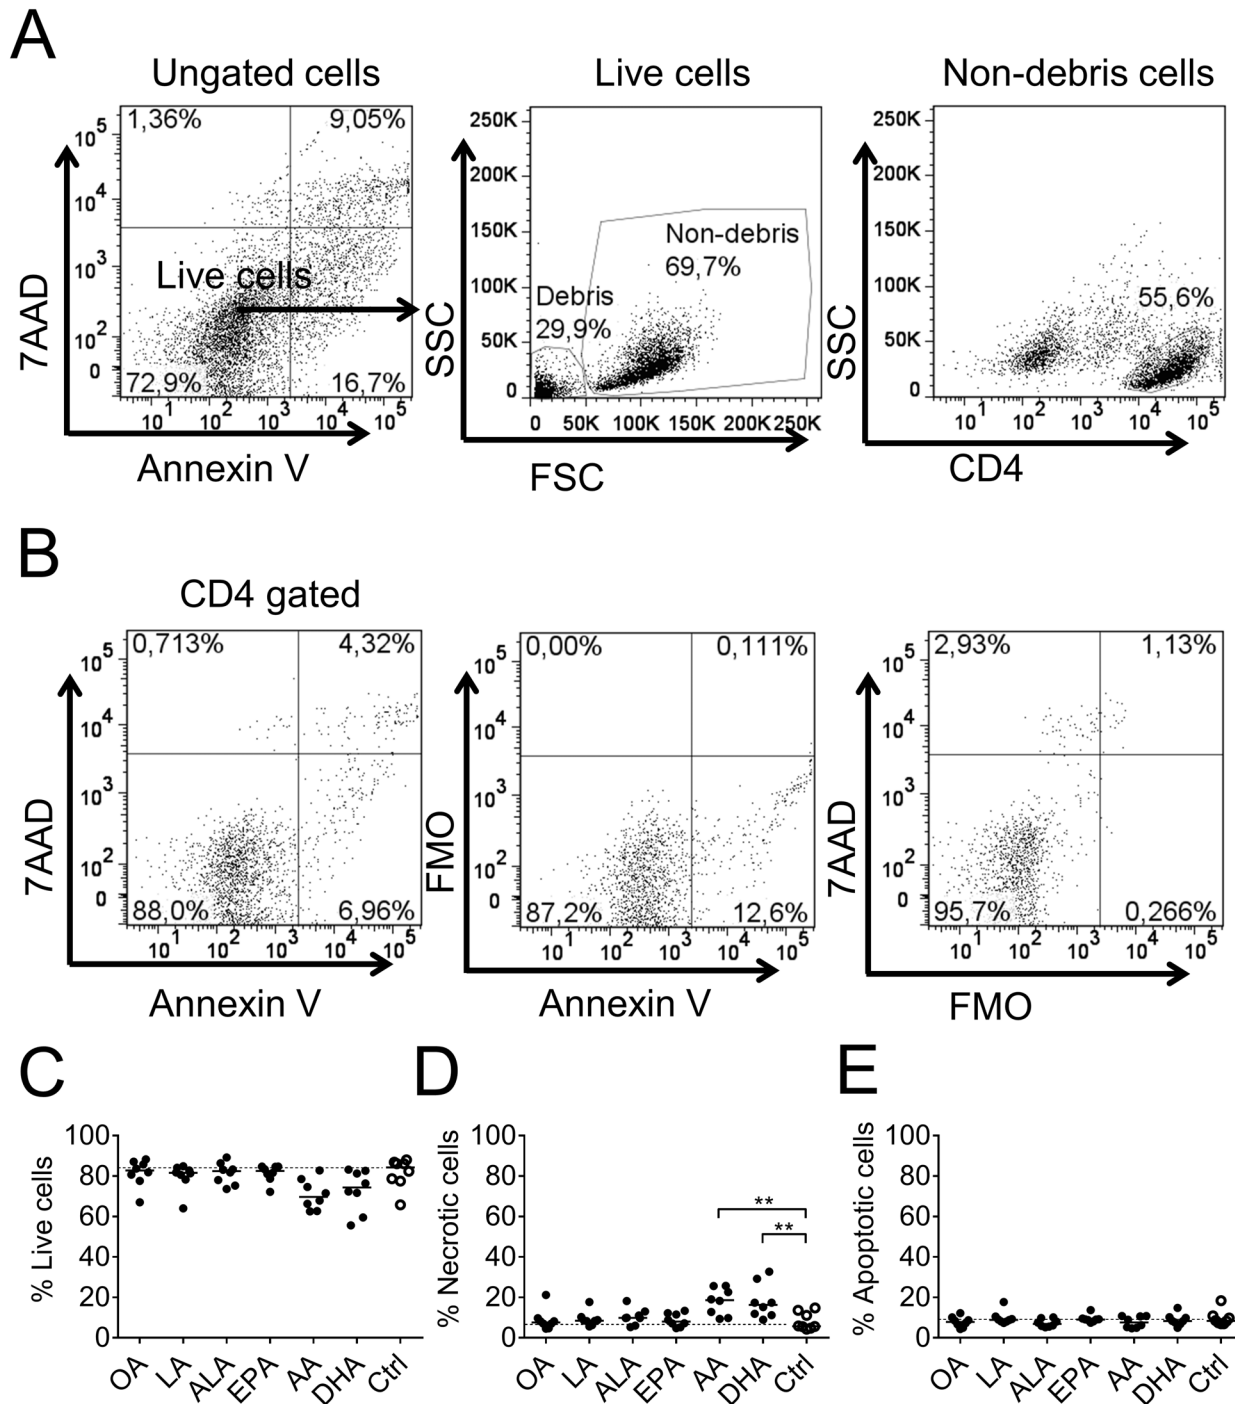 A
Ungated cells
Live cells
Non-debris cells
1,36%
9,05%
10^5
10^4
10^3
10^2
0
Live cells
72,9%
16,7%
10^1
10^2
10^3
10^4
10^5
7AAD
Annexin V
250K
200K
150K
100K
50K
0
Non-debris
69,7%
Debris
29,9%
0
50K
100K
150K
200K
250K
SSC
FSC
250K
200K
150K
100K
50K
0
55,6%
10^1
10^2
10^3
10^4
10^5
SSC
CD4
B
CD4 gated
0,713%
4,32%
10^5
10^4
10^3
10^2
0
88,0%
6,96%
10^1
10^2
10^3
10^4
10^5
7AAD
Annexin V
0,00%
0,111%
10^5
10^4
10^3
10^2
0
87,2%
12,6%
10^1
10^2
10^3
10^4
10^5
FMO
Annexin V
2,93%
1,13%
10^5
10^4
10^3
10^2
0
95,7%
0,266%
10^1
10^2
10^3
10^4
10^5
7AAD
FMO
C
% Live cells
100
80
60
40
20
0
OA
LA
ALA
EPA
AA
DHA
Ctrl
D
% Necrotic cells
100
80
60
40
20
0
**
**
OA
LA
ALA
EPA
AA
DHA
Ctrl
E
% Apoptotic cells
100
80
60
40
20
0
OA
LA
ALA
EPA
AA
DHA
Ctrl